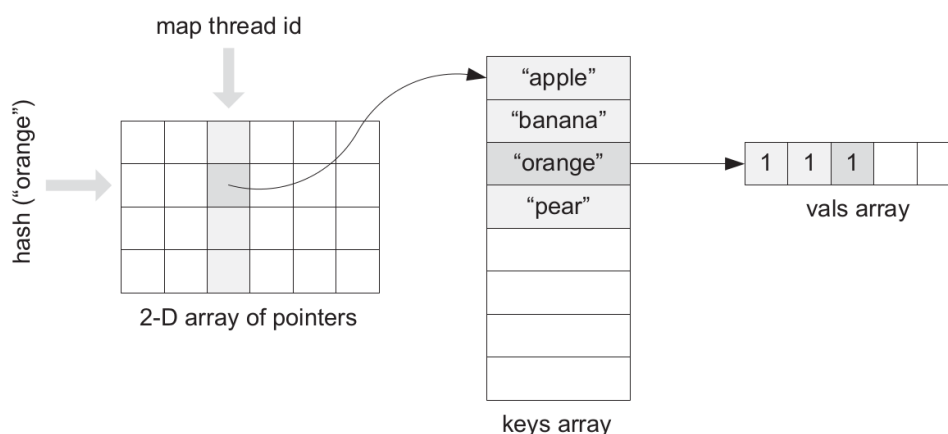 map thread id
hash (“orange”)
2-D array of pointers
“apple”
“banana”
“orange”
“pear”
keys array
1 1 1
vals array